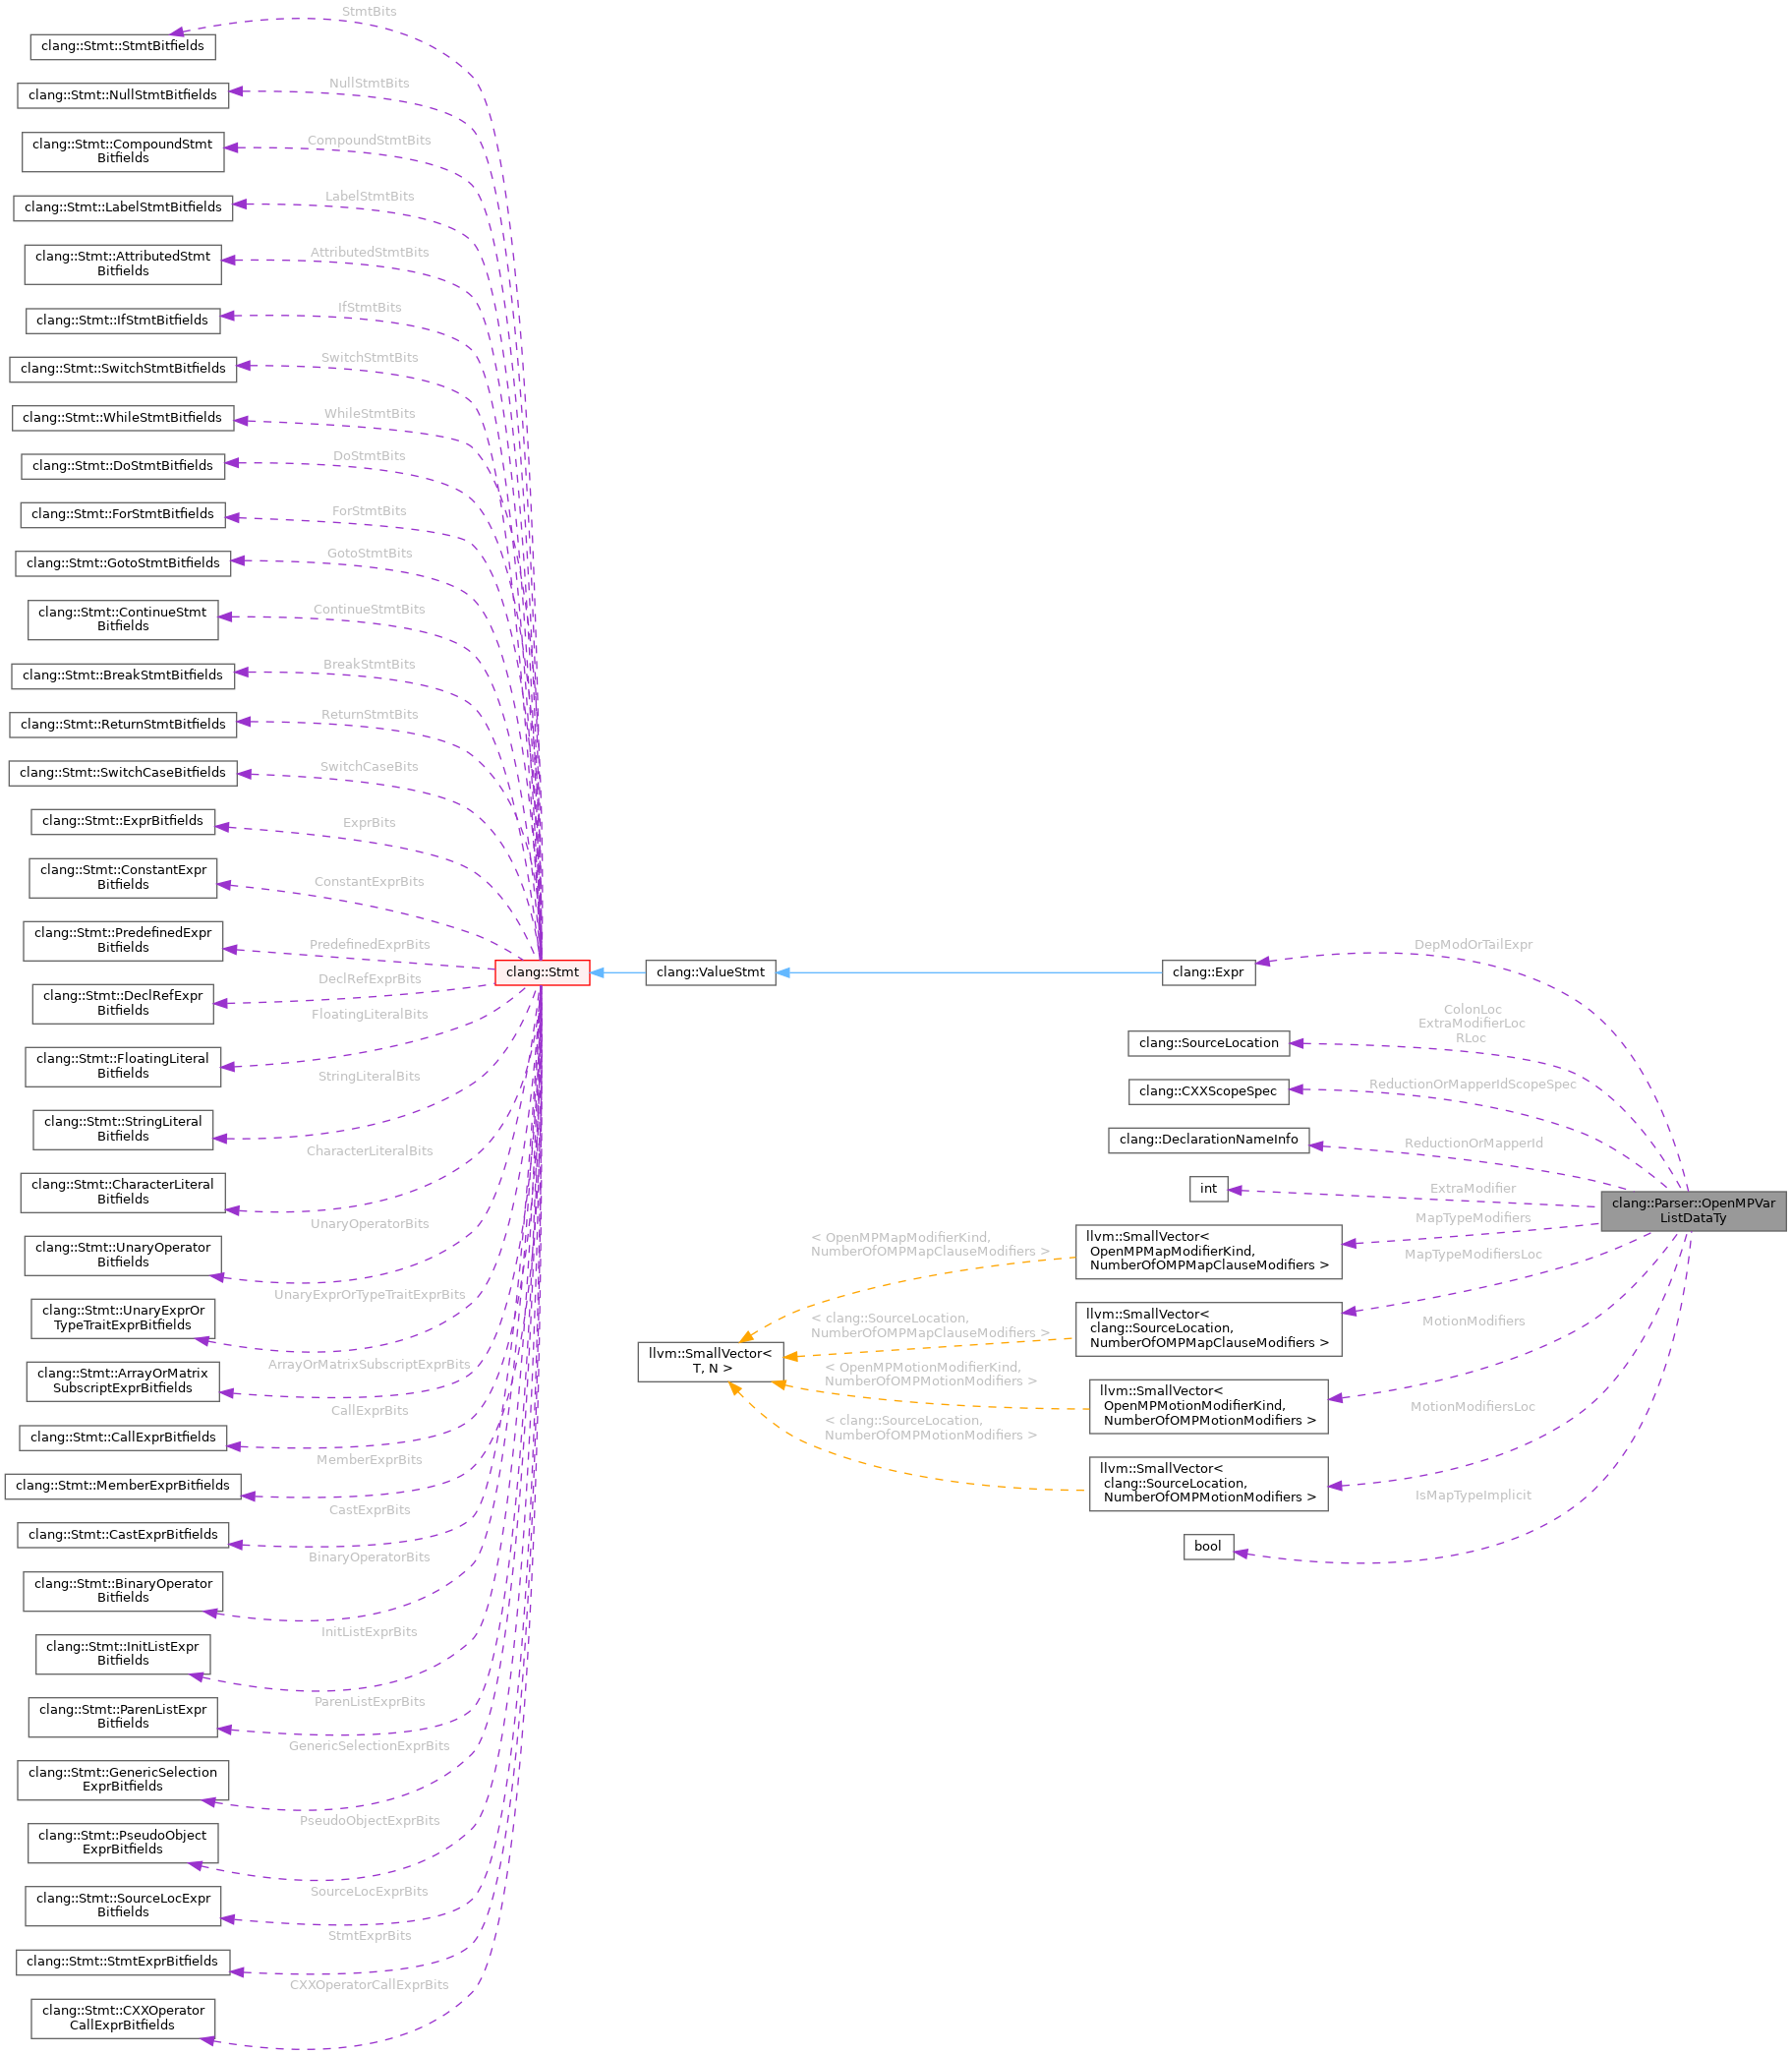 StmtBits
clang::Stmt::StmtBitfields
NullStmtBits
clang::Stmt::NullStmtBitfields
CompoundStmtBits
clang::Stmt::CompoundStmt
Bitfields
LabelStmtBits
clang::Stmt::LabelStmtBitfields
AttributedStmtBits
clang::Stmt::AttributedStmt
Bitfields
IfStmtBits
clang::Stmt::IfStmtBitfields
SwitchStmtBits
clang::Stmt::SwitchStmtBitfields
WhileStmtBits
clang::Stmt::WhileStmtBitfields
DoStmtBits
clang::Stmt::DoStmtBitfields
ForStmtBits
clang::Stmt::ForStmtBitfields
GotoStmtBits
clang::Stmt::GotoStmtBitfields
ContinueStmtBits
clang::Stmt::ContinueStmt
Bitfields
BreakStmtBits
clang::Stmt::BreakStmtBitfields
ReturnStmtBits
clang::Stmt::ReturnStmtBitfields
SwitchCaseBits
clang::Stmt::SwitchCaseBitfields
ExprBits
clang::Stmt::ExprBitfields
ConstantExprBits
clang::Stmt::ConstantExpr
Bitfields
PredefinedExprBits
clang::Stmt::PredefinedExpr
Bitfields
DeclRefExprBits
clang::Stmt::DeclRefExpr
Bitfields
FloatingLiteralBits
clang::Stmt::FloatingLiteral
Bitfields
StringLiteralBits
clang::Stmt::StringLiteral
Bitfields
CharacterLiteralBits
clang::Stmt::CharacterLiteral
Bitfields
UnaryOperatorBits
clang::Stmt::UnaryOperator
Bitfields
UnaryExprOrTypeTraitExprBits
clang::Stmt::UnaryExprOr
TypeTraitExprBitfields
ArrayOrMatrixSubscriptExprBits
clang::Stmt::ArrayOrMatrix
SubscriptExprBitfields
CallExprBits
clang::Stmt::CallExprBitfields
MemberExprBits
clang::Stmt::MemberExprBitfields
CastExprBits
clang::Stmt::CastExprBitfields
BinaryOperatorBits
clang::Stmt::BinaryOperator
Bitfields
InitListExprBits
clang::Stmt::InitListExpr
Bitfields
ParenListExprBits
clang::Stmt::ParenListExpr
Bitfields
GenericSelectionExprBits
clang::Stmt::GenericSelection
ExprBitfields
PseudoObjectExprBits
clang::Stmt::PseudoObject
ExprBitfields
SourceLocExprBits
clang::Stmt::SourceLocExpr
Bitfields
StmtExprBits
clang::Stmt::StmtExprBitfields
CXXOperatorCallExprBits
clang::Stmt::CXXOperator
CallExprBitfields
clang::Stmt
clang::ValueStmt
clang::Expr
DepModOrTailExpr
clang::SourceLocation
ColonLoc
ExtraModifierLoc
RLoc
clang::CXXScopeSpec
ReductionOrMapperIdScopeSpec
clang::DeclarationNameInfo
ReductionOrMapperId
int
ExtraModifier
clang::Parser::OpenMPVar
ListDataTy
MapTypeModifiers
llvm::SmallVector<
OpenMPMapModifierKind,
NumberOfOMPMapClauseModifiers >
< OpenMPMapModifierKind,
NumberOfOMPMapClauseModifiers >
MapTypeModifiersLoc
llvm::SmallVector<
clang::SourceLocation,
NumberOfOMPMapClauseModifiers >
< clang::SourceLocation,
NumberOfOMPMapClauseModifiers >
llvm::SmallVector<
T, N >
MotionModifiers
llvm::SmallVector<
OpenMPMotionModifierKind,
NumberOfOMPMotionModifiers >
< OpenMPMotionModifierKind,
NumberOfOMPMotionModifiers >
MotionModifiersLoc
llvm::SmallVector<
clang::SourceLocation,
NumberOfOMPMotionModifiers >
< clang::SourceLocation,
NumberOfOMPMotionModifiers >
IsMapTypeImplicit
bool